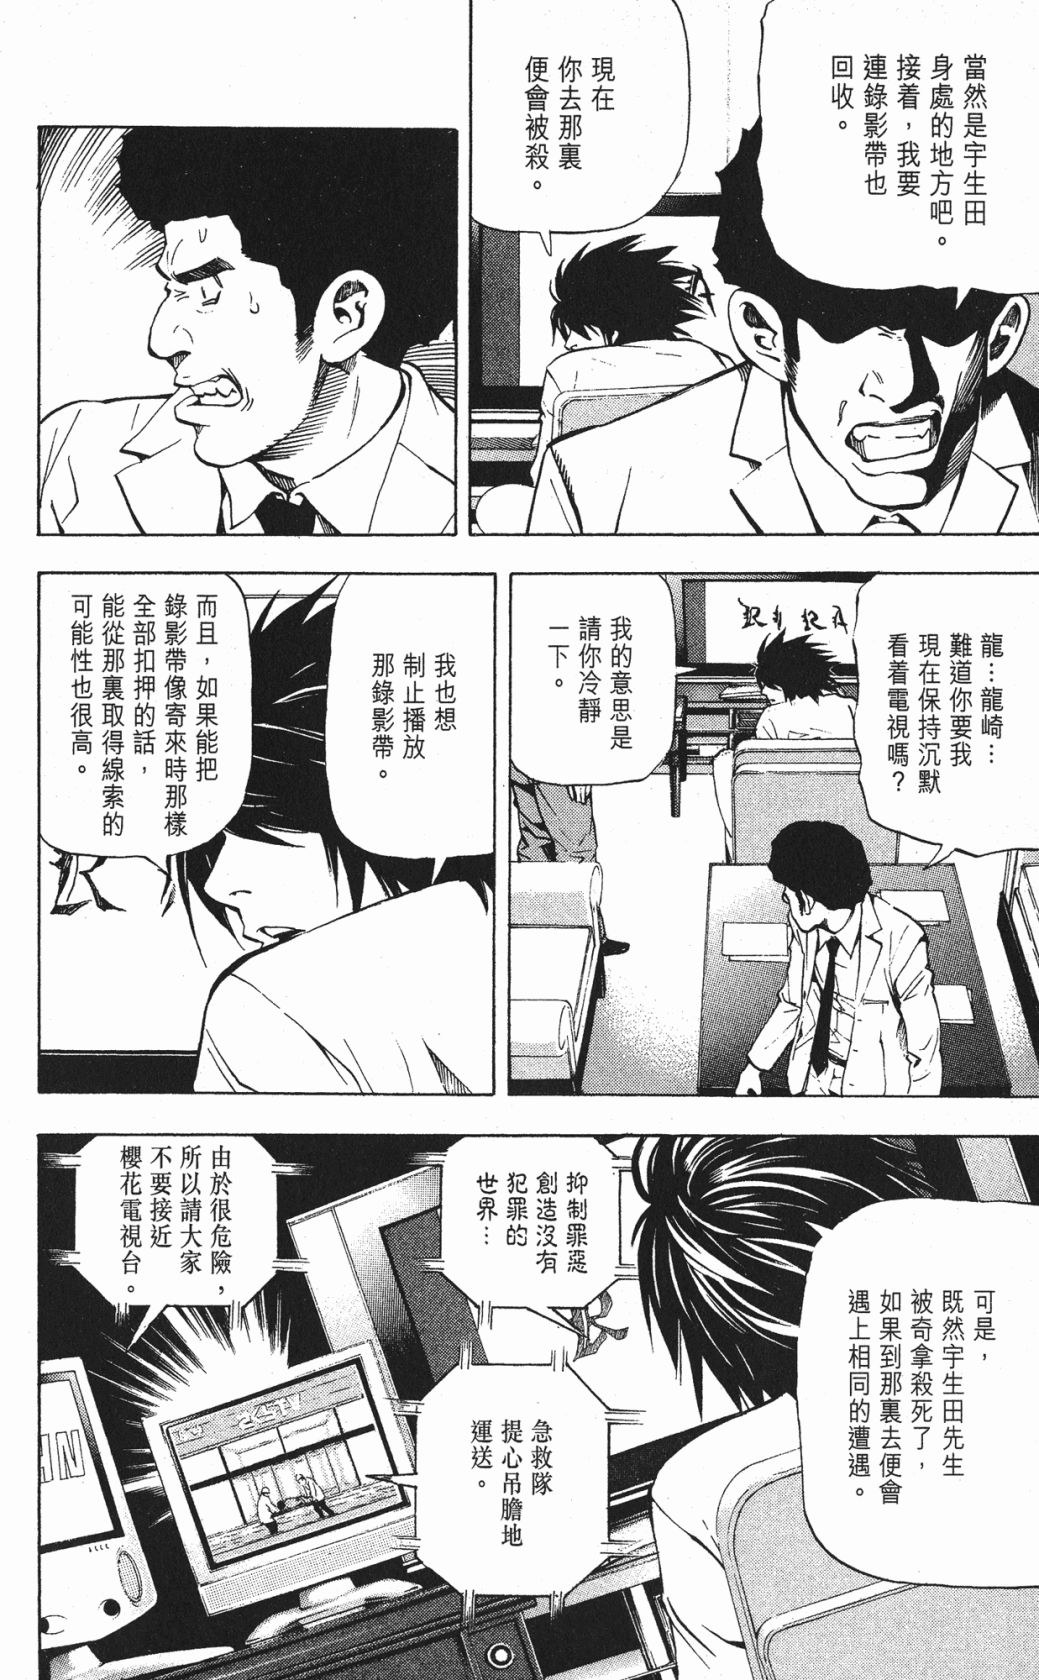 當然是宇生田
身處的地方吧。
接着，我要
連錄影帶也
回收。
現在
你去那裏
便會被殺。
龍⋯龍崎⋯
難道你要我
現在保持沉默
看着電視嗎？
我的意思是
請你冷靜
一下。
我也想
制止播放
那錄影帶。
而且，如果能把
錄影帶像寄來時那樣
全部扣押的話，
能從那裏取得線索的
可能性也很高。
可是，
既然宇生田先生
被奇拿殺死了，
如果到那裏去便會
遇上相同的遭遇。
抑制罪惡
創造沒有
犯罪的
世界⋯
急救隊
提心吊膽地
運送。
由於很危險，
所以請大家
不要接近
櫻花電視台。